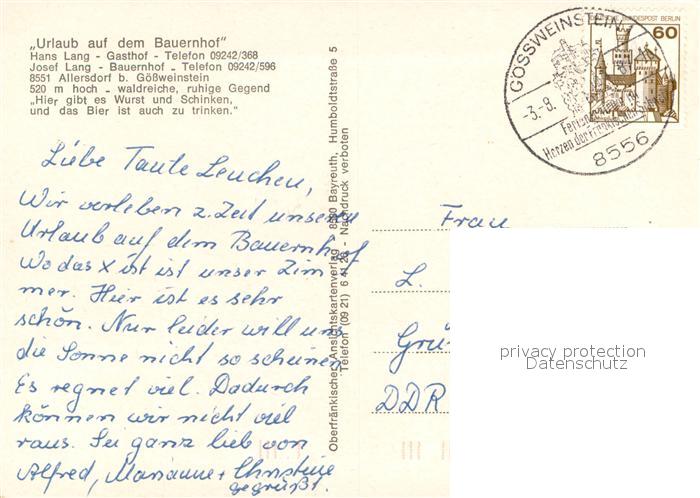 „Urlaub auf dem Bauernhof"
Hans Lang - Gasthof - Telefon 09242/368
Josef Lang - Bauernhof - Telefon 09242/596
8551 Allersdorf b. Gößweinstein
520 m hoch - waldreiche, ruhige Gegend
„Hier gibt es Wurst und Schinken,
und das Bier ist auch zu trinken."
Liebe Tante Lenchen,
Wir verleben z. Zeit unseren
Urlaub auf dem Bauernhof
Wo das X ist ist unser Zim
mer. Hier ist es sehr
schön. Nur leider will uns
die Sonne nicht so scheinen
Es regnet viel. Dadurch
können wir nicht viel
raus. Sei ganz lieb von
Alfred, Marianne + Christine
gegrüßt.
Oberfränkischer Ansichtskartenverlag, 8580 Bayreuth, Humboldtstraße 5
Telefon (09 21) 6 41 26 - Nachdruck verboten
GÖSSWEINSTEIN 1
-3.-8.
Herzen der Fränkischen
8556
DEUTSCHE BUNDESPOST BERLIN
60
Frau
L.
Grü
DDR
privacy protection
Datenschutz